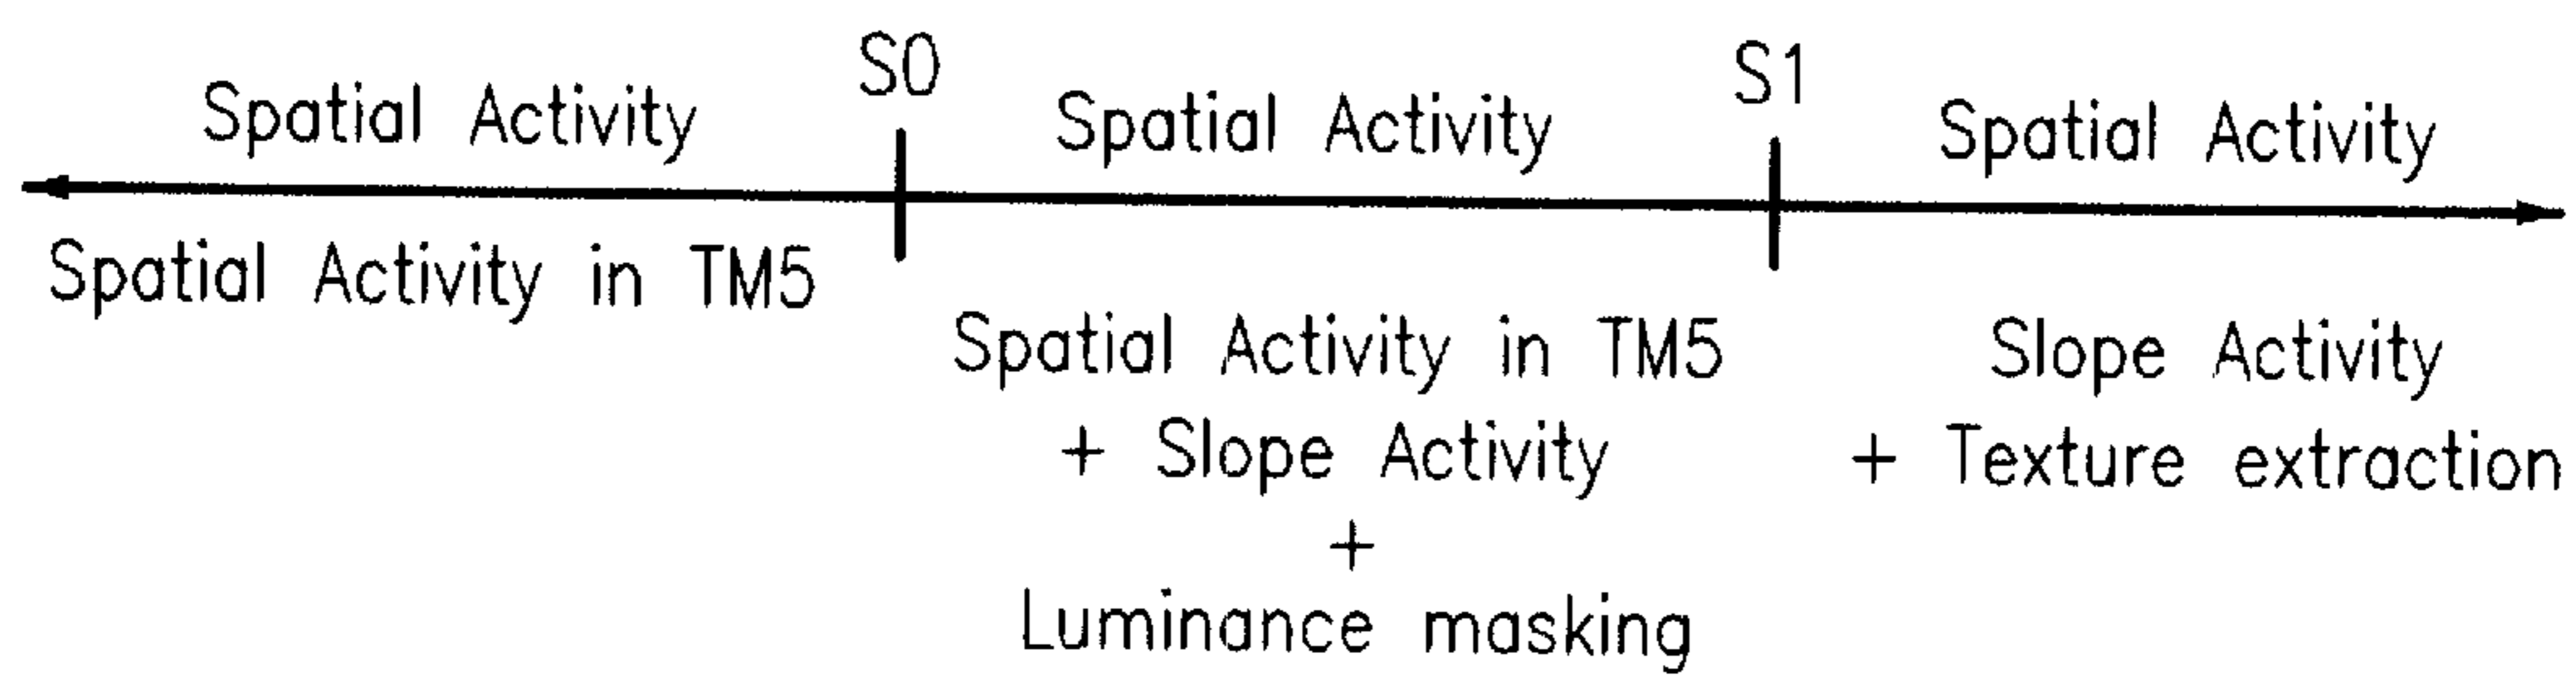 S0
S1
Spatial Activity
Spatial Activity
Spatial Activity
Spatial Activity in TM5
Spatial Activity in TM5
+ Slope Activity
+
Luminance masking
Slope Activity
+ Texture extraction